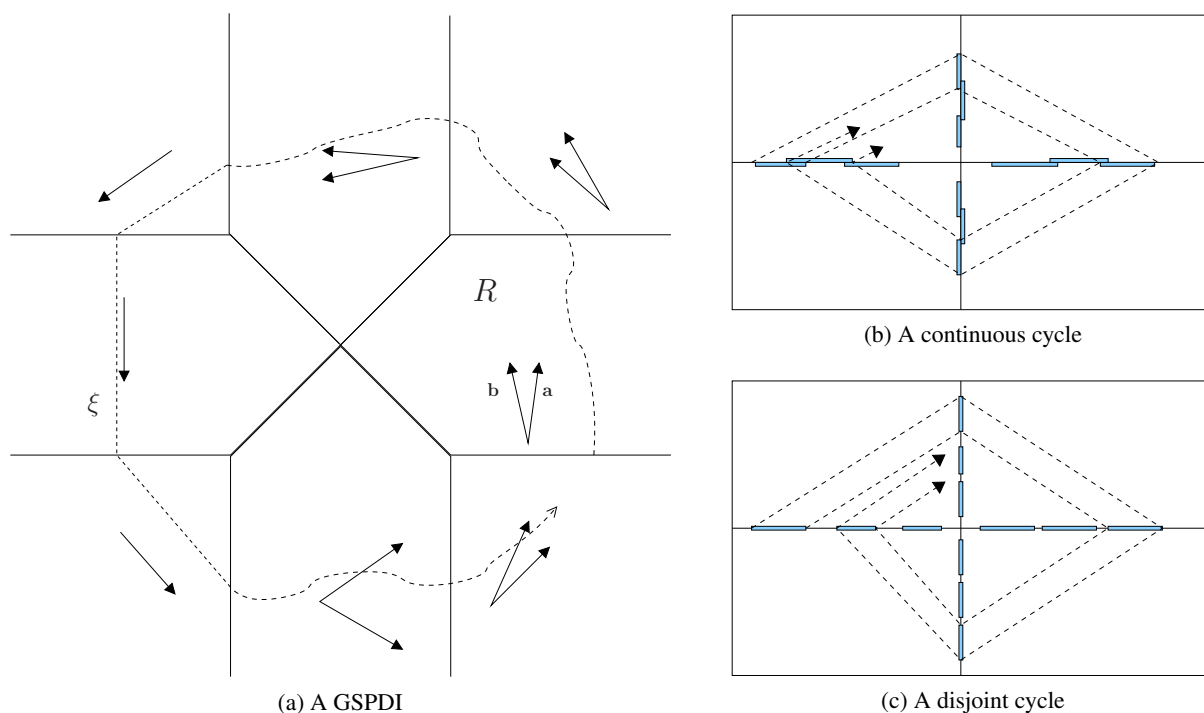 R
b a
ξ
(a) A GSPDI
(b) A continuous cycle
(c) A disjoint cycle